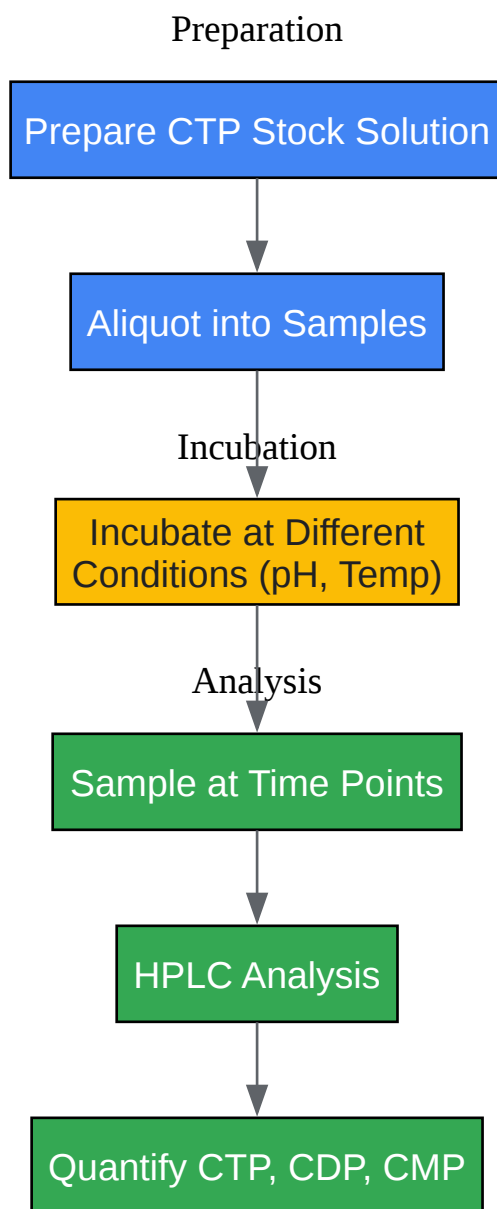 Preparation
Prepare CTP Stock Solution
Aliquot into Samples
Incubation
Incubate at Different
Conditions (pH, Temp)
Analysis
Sample at Time Points
HPLC Analysis
Quantify CTP, CDP, CMP